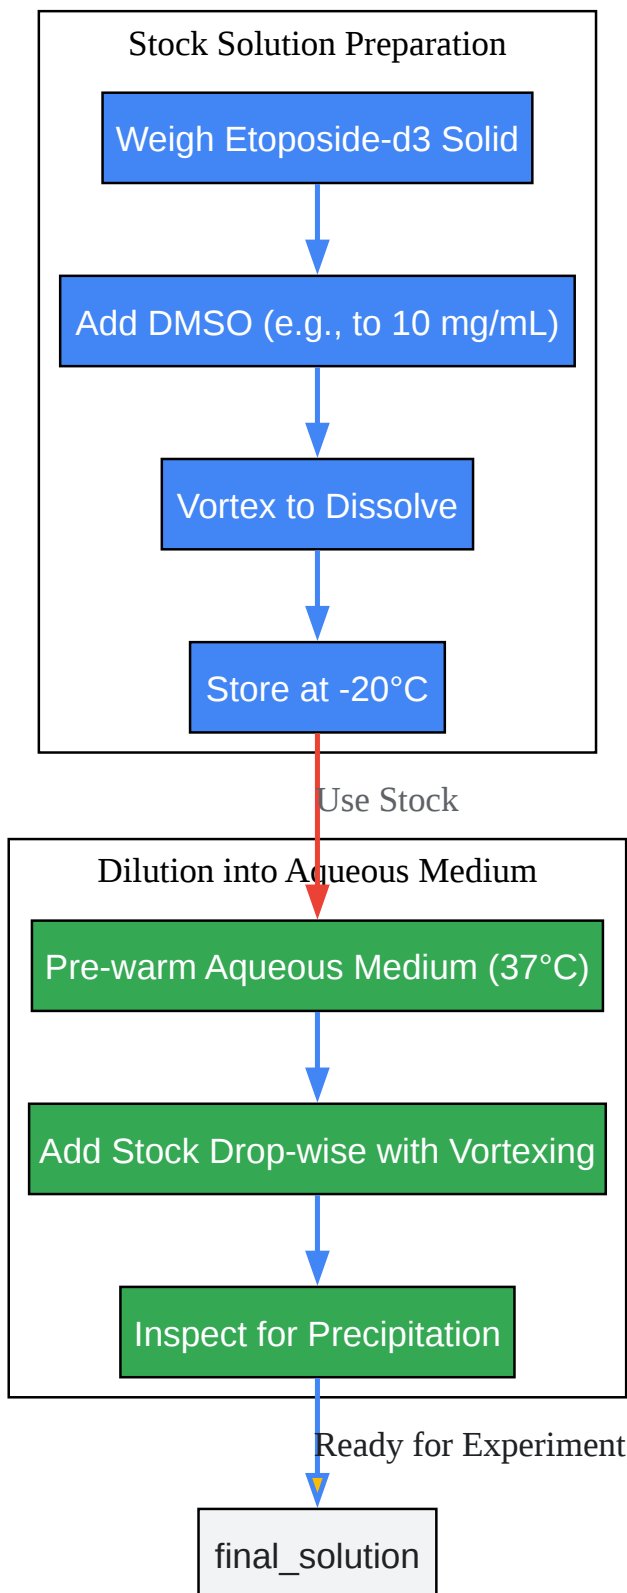 Stock Solution Preparation
Weigh Etoposide-d3 Solid
Add DMSO (e.g., to 10 mg/mL)
Vortex to Dissolve
Store at -20°C
Use Stock
Dilution into Aqueous Medium
Pre-warm Aqueous Medium (37°C)
Add Stock Drop-wise with Vortexing
Inspect for Precipitation
Ready for Experiment
final_solution